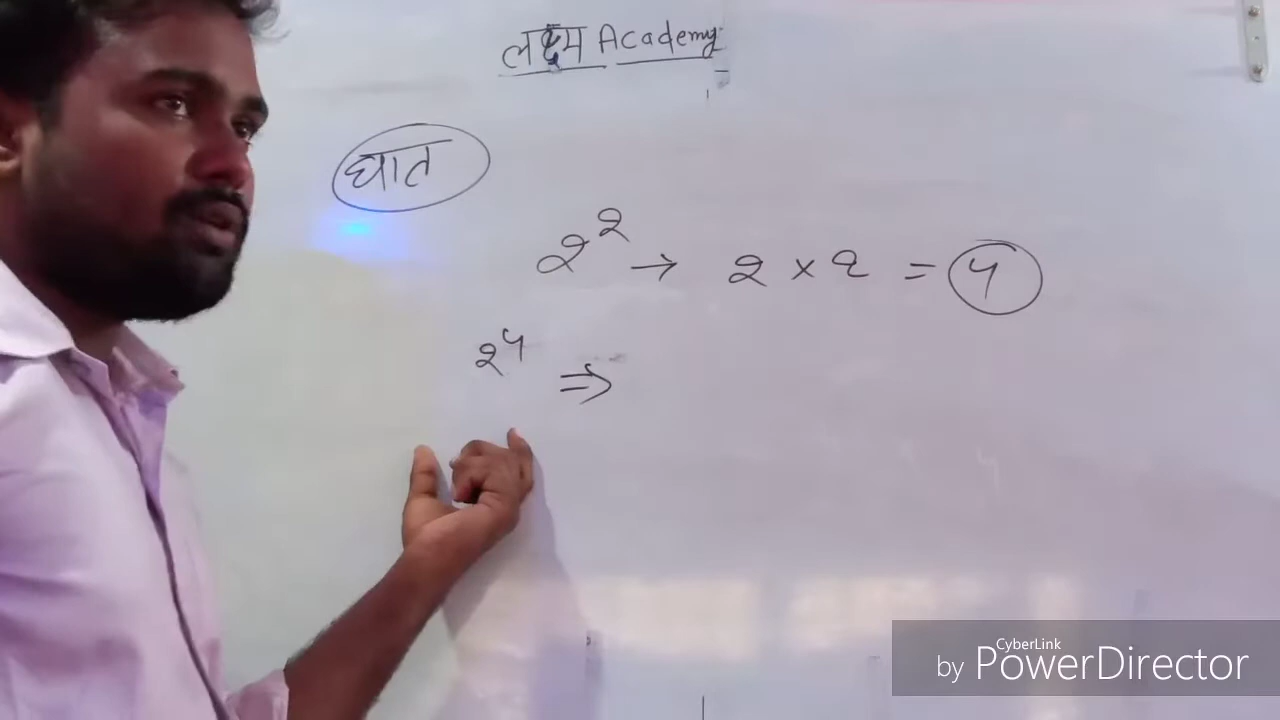 लक्ष्य Academy
घात
2² → 2 × 2 = 4
2⁴ ⇒
CyberLink
by PowerDirector